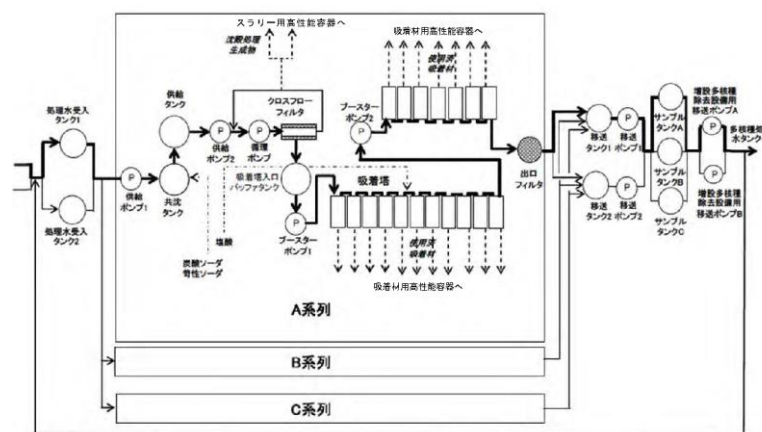 スラリー用高性能容器へ
沈殿処理
生成物
吸着材用高性能容器へ
使用済
吸着材
処理水受入
タンク1
供給
タンク
クロスフロー
フィルタ
ブースター
ポンプ2
P
供給
ポンプ2
P
循環
ポンプ
P
供給
ポンプ1
P
共沈
タンク
吸着塔入口
バッファタンク
吸着塔
出口
フィルタ
処理水受入
タンク2
塩酸
炭酸ソーダ
苛性ソーダ
P
ブースター
ポンプ1
使用済
吸着材
吸着材用高性能容器へ
A系列
B系列
C系列
移送
タンク1
P
移送
ポンプ1
移送
タンク2
P
移送
ポンプ2
サンプル
タンクA
サンプル
タンクB
サンプル
タンクC
増設多核種
除去設備用
移送ポンプA
P
P
増設多核種
除去設備用
移送ポンプB
多核種処
水タンク